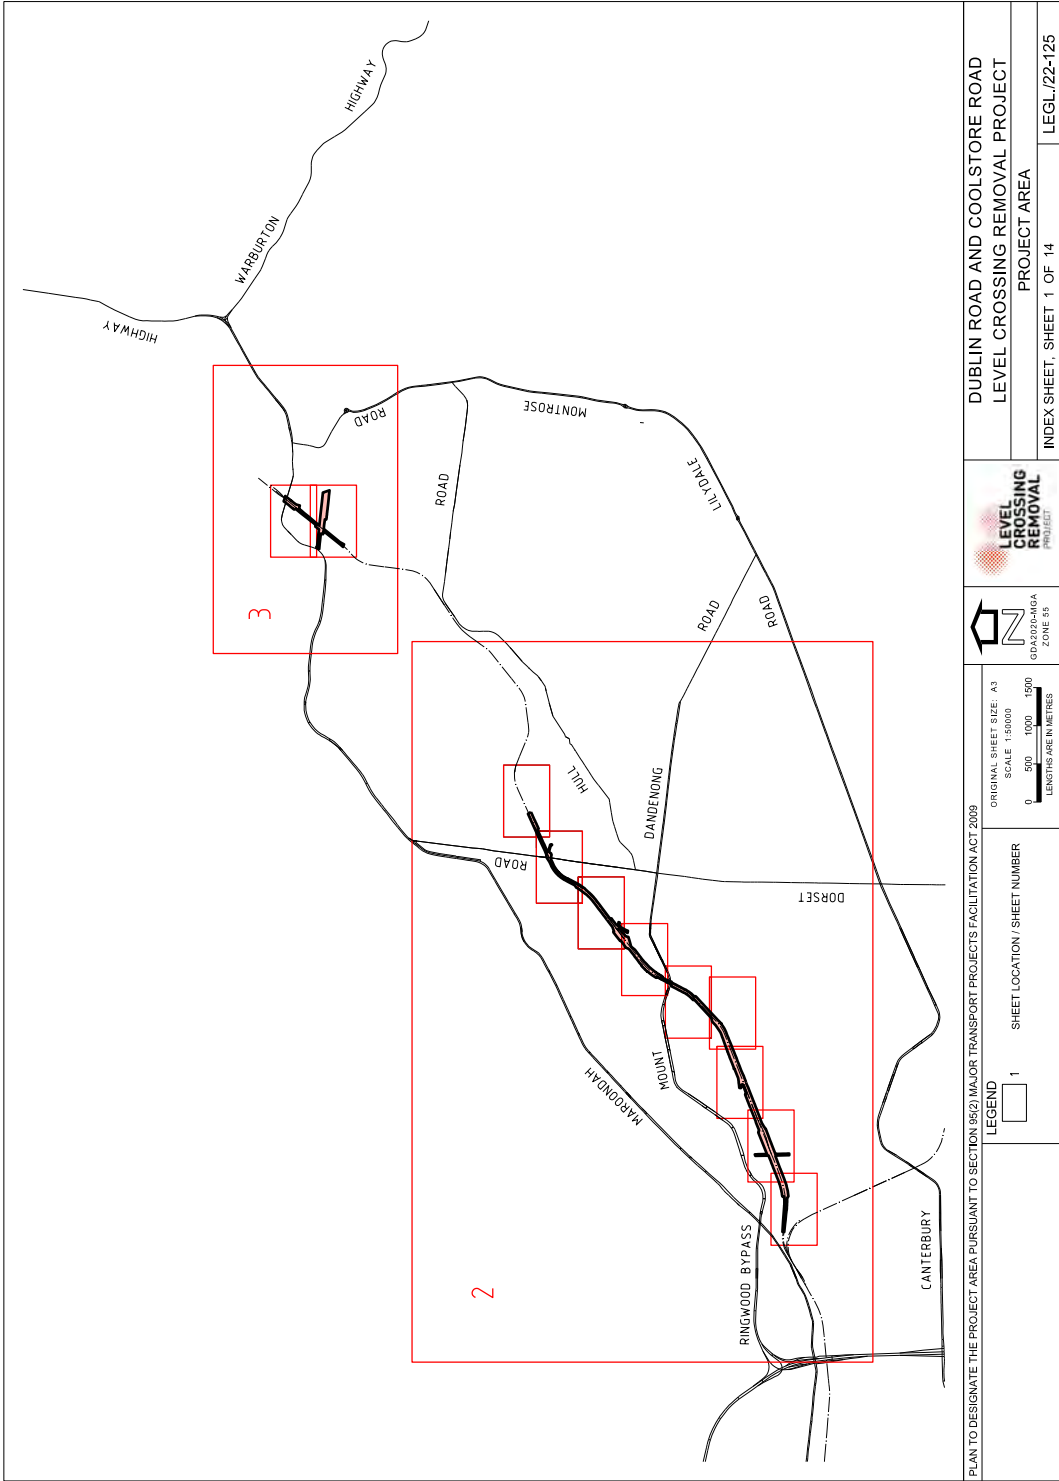 HIGHWAY
WARBURTON
HIGHWAY
ROAD
MONTROSE
ROAD
LILYDALE
3
ROAD
ROAD
HULL
DANDENONG
ROAD
DORSET
MOUNT
MAROONDAH
RINGWOOD BYPASS
CANTERBURY
2
PLAN TO DESIGNATE THE PROJECT AREA PURSUANT TO SECTION 95(2) MAJOR TRANSPORT PROJECTS FACILITATION ACT 2009
LEGEND
1
SHEET LOCATION / SHEET NUMBER
ORIGINAL SHEET SIZE: A3
SCALE 1:50000
0 500 1000 1500
LENGTHS ARE IN METRES
N
GDA2020-MGA
ZONE 55
LEVEL
CROSSING
REMOVAL
PROJECT
DUBLIN ROAD AND COOLSTORE ROAD
LEVEL CROSSING REMOVAL PROJECT
PROJECT AREA
INDEX SHEET, SHEET 1 OF 14
LEGL./22-125